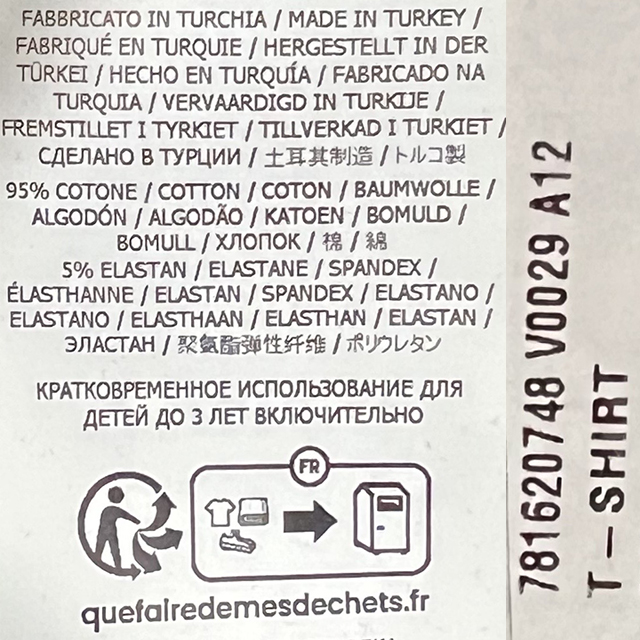 FABBRICATO IN TURCHIA / MADE IN TURKEY /
FABRIQUÉ EN TURQUIE / HERGESTELLT IN DER
TÜRKEI / HECHO EN TURQUÍA / FABRICADO NA
TURQUIA / VERVAARDIGD IN TURKIJE /
FREMSTILLET I TYRKIET / TILLVERKAD I TURKIET /
СДЕЛАНО В ТУРЦИИ / 土耳其制造 / トルコ製
95% COTONE / COTTON / COTON / BAUMWOLLE /
ALGODÓN / ALGODÃO / KATOEN / BOMULD /
BOMULL / ХЛОПОК / 棉 / 綿
5% ELASTAN / ELASTANE / SPANDEX /
ÉLASTHANNE / ELASTAN / SPANDEX / ELASTANO /
ELASTANO / ELASTHAAN / ELASTHAN / ELASTAN /
ЭЛАСТАН / 聚氨酯弹性纤维 / ポリウレタン
КРАТКОВРЕМЕННОЕ ИСПОЛЬЗОВАНИЕ ДЛЯ
ДЕТЕЙ ДО 3 ЛЕТ ВКЛЮЧИТЕЛЬНО
FR
quefairedemesdechets.fr
781620748 V0029 A12
T-SHIRT